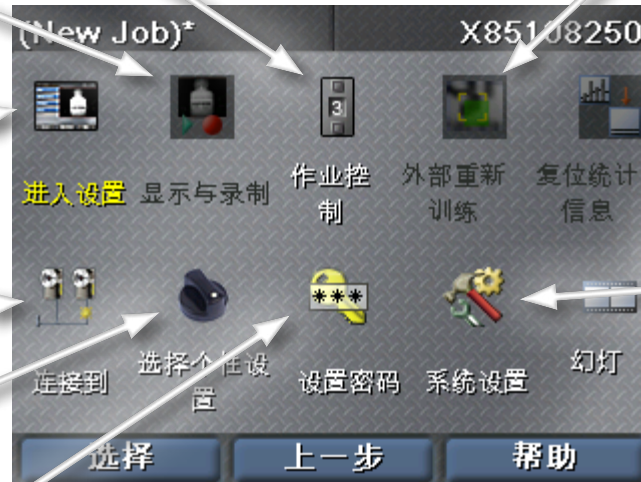 (New Job)* X85108250
进入设置 显示与录制 作业控制 外部重新训练 复位统计信息
3
***
连接到 选择个性设置 设置密码 系统设置 幻灯
选择 上一步 帮助